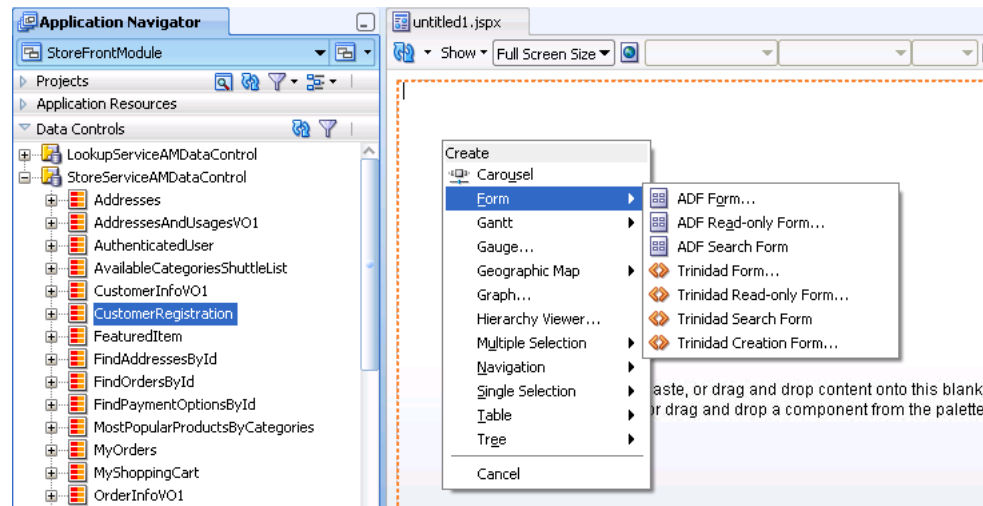 Application Navigator
StoreFrontModule
Projects
Application Resources
Data Controls
LookupServiceAMDataControl
StoreServiceAMDataControl
Addresses
AddressesAndUsagesVO1
AuthenticatedUser
AvailableCategoriesShuttleList
CustomerInfoVO1
CustomerRegistration
FeaturedItem
FindAddressesById
FindOrdersById
FindPaymentOptionsById
MostPopularProductsByCategories
MyOrders
MyShoppingCart
OrderInfoVO1
untitled1.jspx
Show Full Screen Size
Create
Carousel
Form
Gantt
Gauge...
Geographic Map
Graph...
Hierarchy Viewer...
Multiple Selection
Navigation
Single Selection
Table
Tree
Cancel
ADF Form...
ADF Read-only Form...
ADF Search Form
Trinidad Form...
Trinidad Read-only Form...
Trinidad Search Form
Trinidad Creation Form...
aste, or drag and drop content onto this blank
or drag and drop a component from the palette